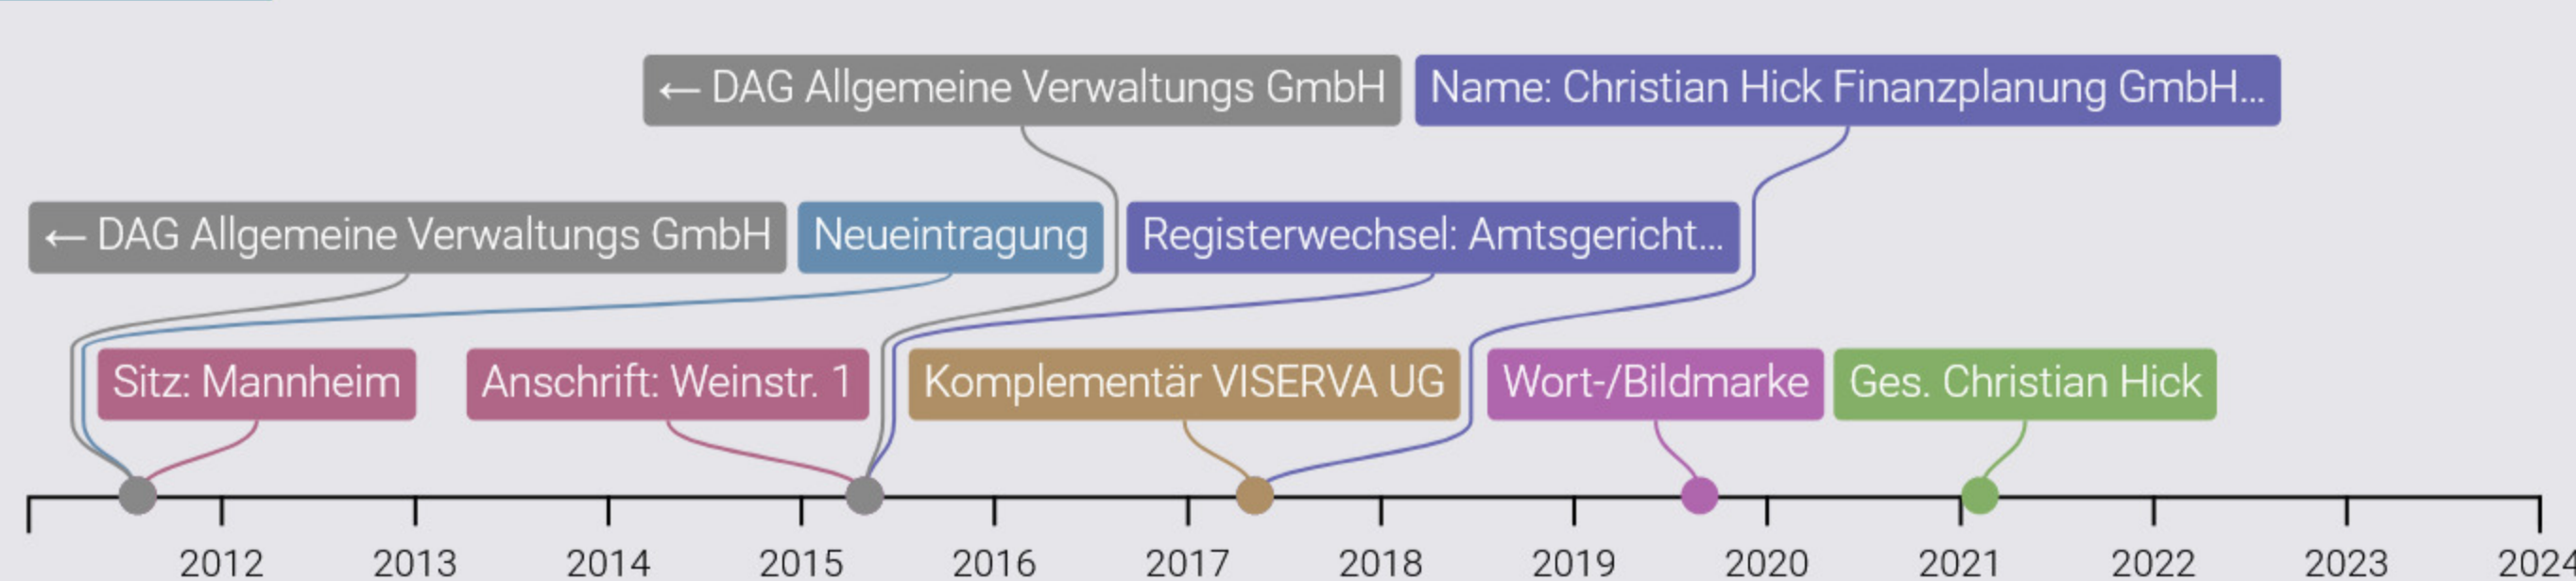 ← DAG Allgemeine Verwaltungs GmbH
Name: Christian Hick Finanzplanung GmbH...
← DAG Allgemeine Verwaltungs GmbH
Neueintragung
Registerwechsel: Amtsgericht...
Sitz: Mannheim
Anschrift: Weinstr. 1
Komplementär VISERVA UG
Wort-/Bildmarke
Ges. Christian Hick
2012 2013 2014 2015 2016 2017 2018 2019 2020 2021 2022 2023 2024